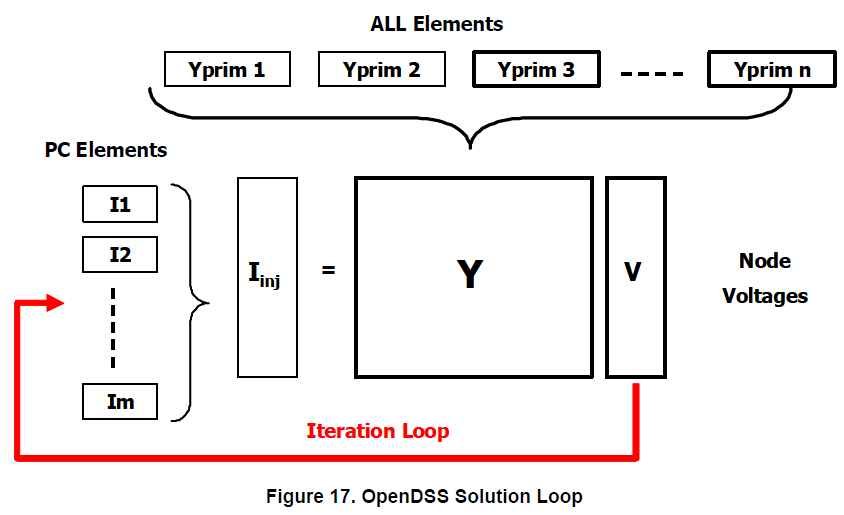 ALL Elements
Yprim 1 Yprim 2 Yprim 3 Yprim n
PC Elements
I1
I2
Im
Iinj = Y V
Node
Voltages
Iteration Loop
Figure 17. OpenDSS Solution Loop